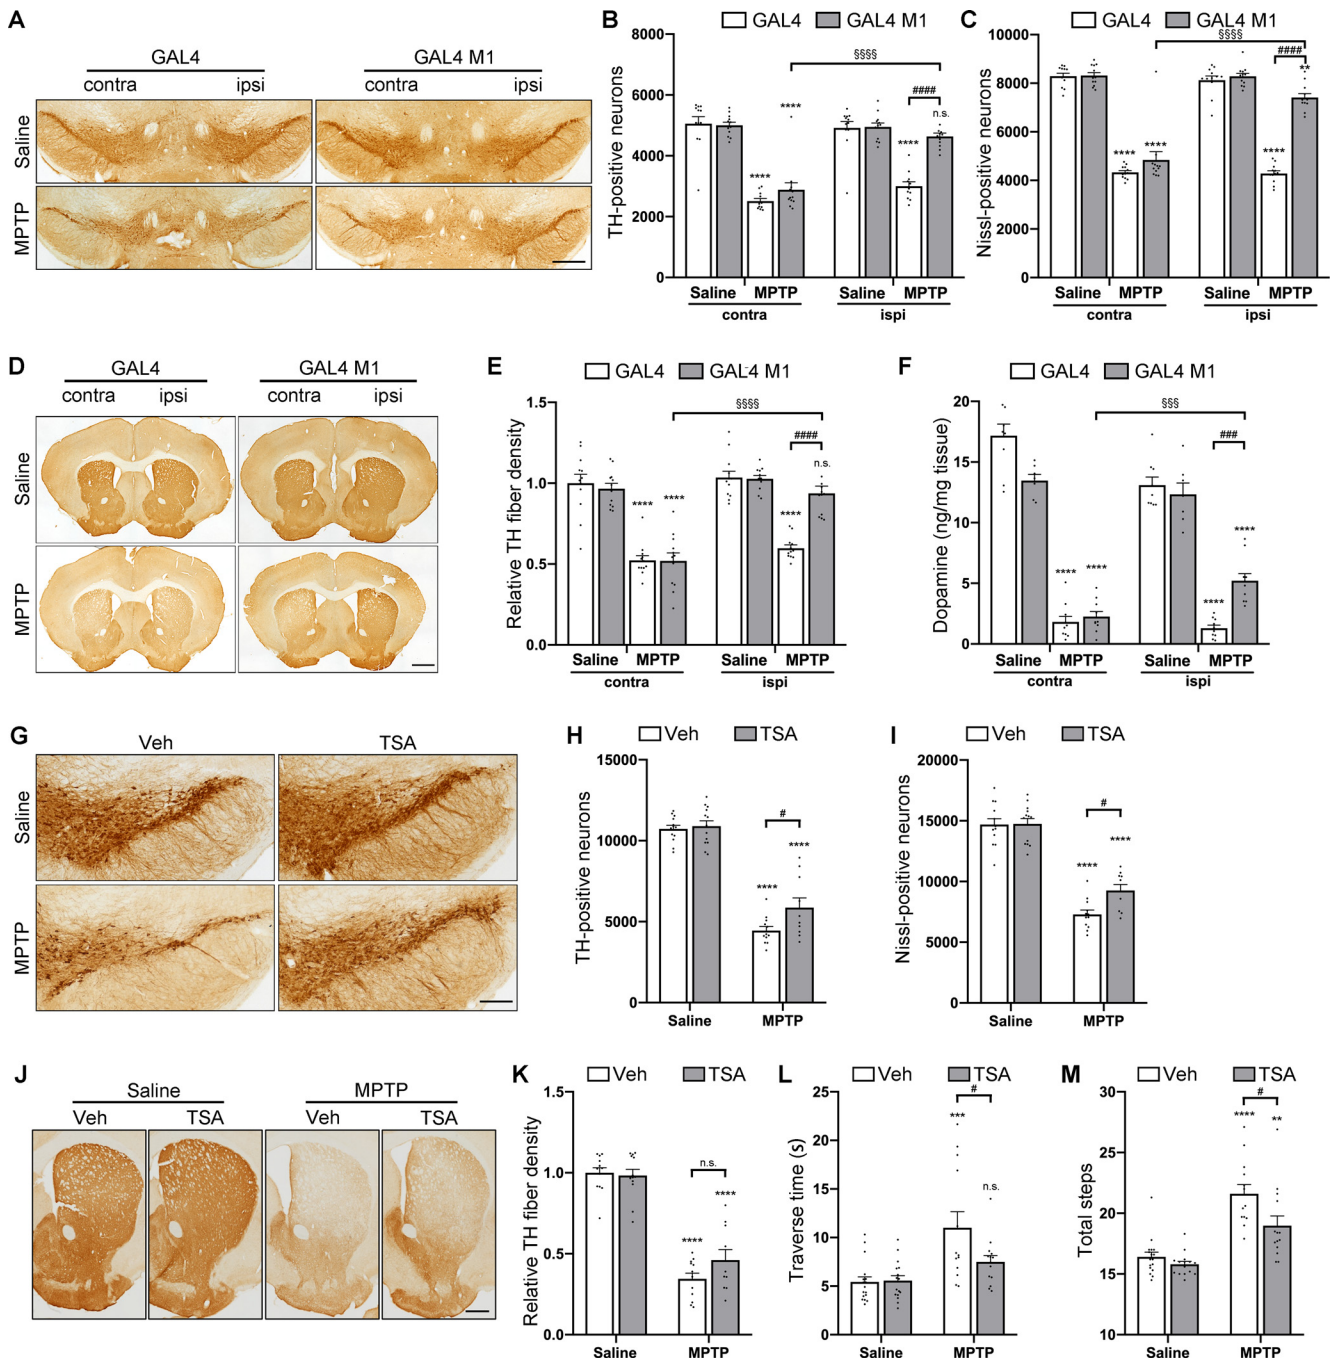 A
GAL4
GAL4 M1
contra
ipsi
contra
ipsi
Saline
MPTP
B
GAL4
GAL4 M1
TH-positive neurons
8000
6000
4000
2000
0
§§§§
####
****
****
****
n.s.
Saline
MPTP
Saline
MPTP
contra
ispi
C
GAL4
GAL4 M1
Nissl-positive neurons
10000
8000
6000
4000
2000
0
§§§§
####
**
****
****
****
Saline
MPTP
Saline
MPTP
contra
ipsi
D
GAL4
GAL4 M1
contra
ipsi
contra
ipsi
Saline
MPTP
E
GAL4
GAL4 M1
Relative TH fiber density
1.5
1.0
0.5
0.0
§§§§
####
n.s.
****
****
****
Saline
MPTP
Saline
MPTP
contra
ispi
F
GAL4
GAL4 M1
Dopamine (ng/mg tissue)
20
15
10
5
0
§§§
###
****
****
****
****
Saline
MPTP
Saline
MPTP
contra
ipsi
G
Veh
TSA
Saline
MPTP
H
Veh
TSA
TH-positive neurons
15000
10000
5000
0
#
****
****
Saline
MPTP
I
Veh
TSA
Nissl-positive neurons
20000
15000
10000
5000
0
#
****
****
Saline
MPTP
J
Saline
MPTP
Veh
TSA
Veh
TSA
K
Veh
TSA
Relative TH fiber density
1.5
1.0
0.5
0.0
n.s.
****
****
Saline
MPTP
L
Veh
TSA
Traverse time (s)
25
20
15
10
5
0
#
***
n.s.
Saline
MPTP
M
Veh
TSA
Total steps
30
25
20
15
10
#
****
**
Saline
MPTP